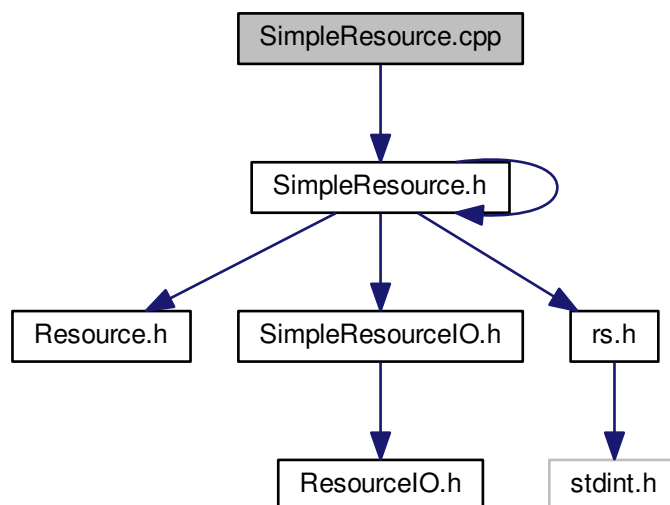 SimpleResource.cpp
SimpleResource.h
Resource.h
SimpleResourceIO.h
rs.h
ResourceIO.h
stdint.h